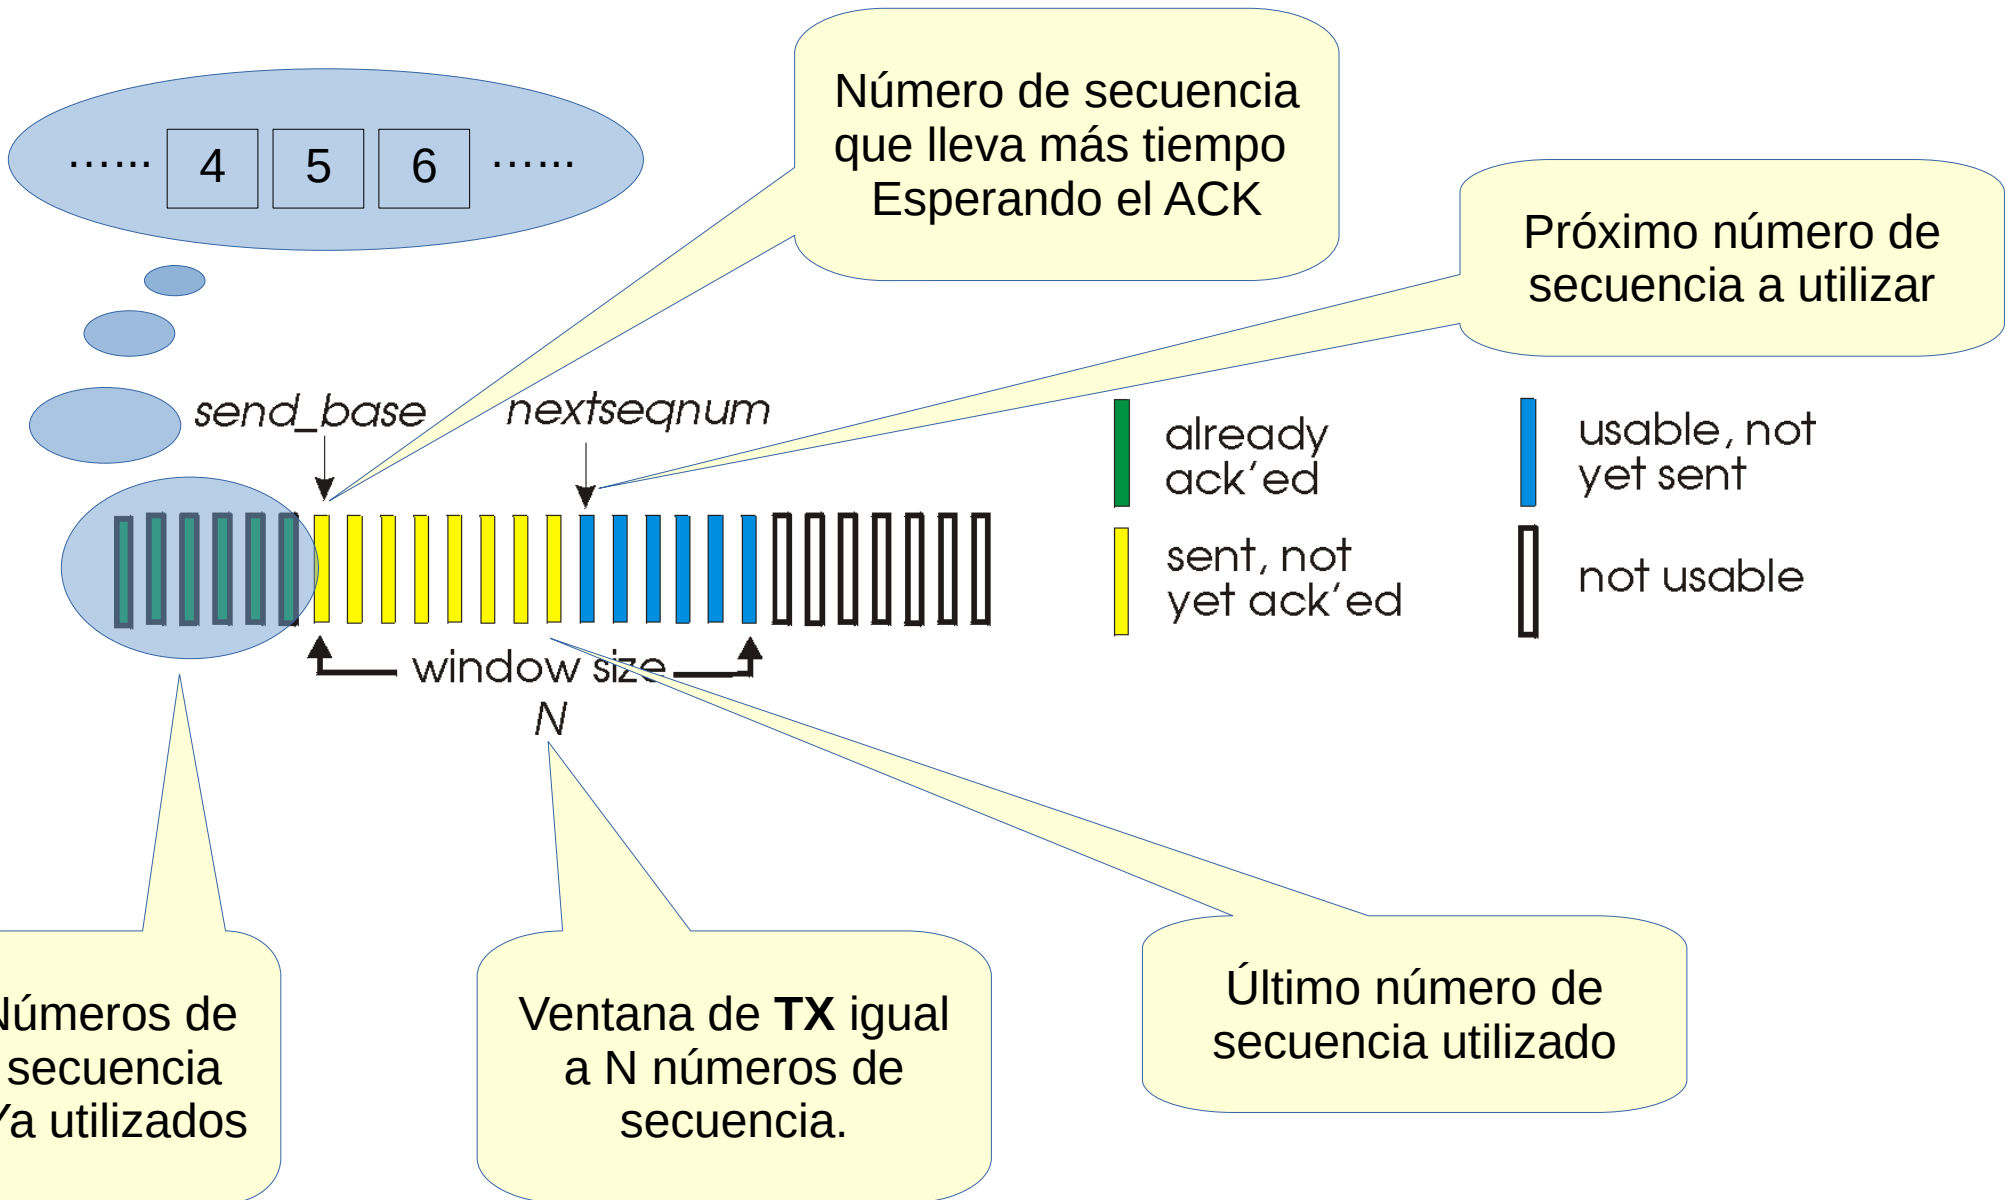 Número de secuencia
que lleva más tiempo
Esperando el ACK
…... 4 5 6 …...
Próximo número de
secuencia a utilizar
send_base
nextseqnum
already
ack'ed
usable, not
yet sent
sent, not
yet ack'ed
not usable
window size
N
Números de
secuencia
Ya utilizados
Ventana de TX igual
a N números de
secuencia.
Último número de
secuencia utilizado